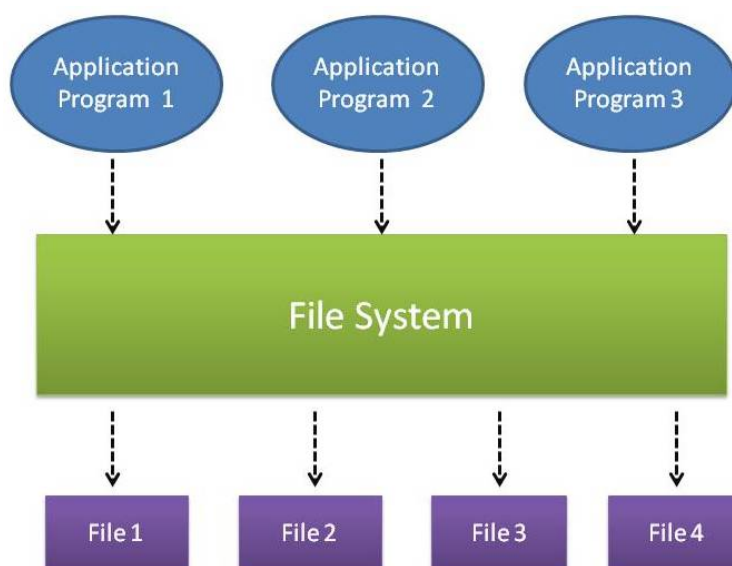 Application
Program 1
Application
Program 2
Application
Program 3
File System
File 1
File 2
File 3
File 4